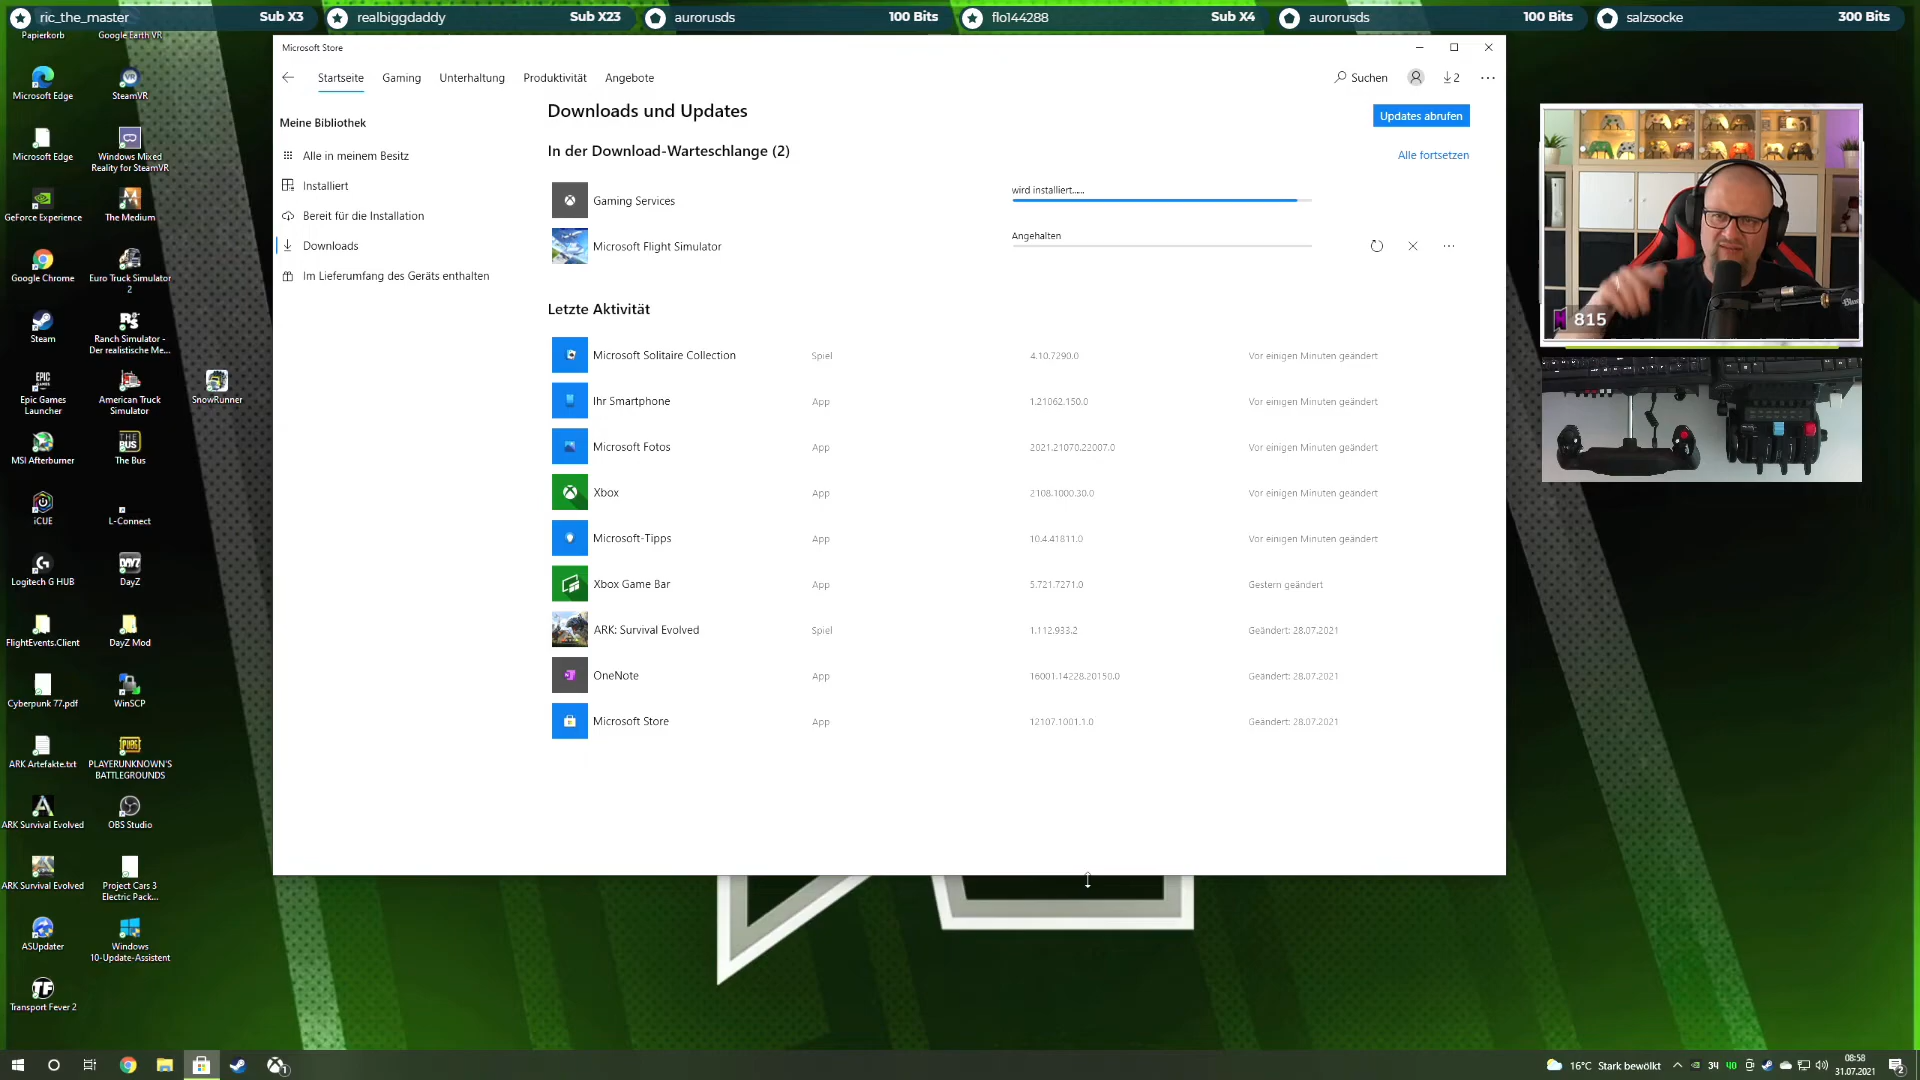 ric_the_master Sub X3
realbiggdaddy Sub X23
aurorusds 100 Bits
flo144288 Sub X4
aurorusds 100 Bits
salzsocke 300 Bits
Papierkorb
Google Earth VR
Microsoft Edge
SteamVR
Microsoft Edge
Windows Mixed
Reality for SteamVR
GeForce Experience
The Medium
Google Chrome
Euro Truck Simulator
2
Steam
Ranch Simulator -
Der realistische Me...
Epic Games
Launcher
American Truck
Simulator
SnowRunner
MSI Afterburner
The Bus
iCUE
L-Connect
Logitech G HUB
DayZ
FlightEvents.Client
DayZ Mod
Cyberpunk 77.pdf
WinSCP
ARK Artefakte.txt
PLAYERUNKNOWN'S
BATTLEGROUNDS
ARK Survival Evolved
OBS Studio
ARK Survival Evolved
Project Cars 3
Electric Pack...
ASUpdater
Windows
10-Update-Assistent
Transport Fever 2
Microsoft Store
Startseite Gaming Unterhaltung Produktivität Angebote
Suchen
2
Meine Bibliothek
Alle in meinem Besitz
Installiert
Bereit für die Installation
Downloads
Im Lieferumfang des Geräts enthalten
Downloads und Updates
Updates abrufen
In der Download-Warteschlange (2)
Alle fortsetzen
Gaming Services wird installiert......
Microsoft Flight Simulator Angehalten
Letzte Aktivität
Microsoft Solitaire Collection Spiel 4.10.7290.0 Vor einigen Minuten geändert
Ihr Smartphone App 1.21062.150.0 Vor einigen Minuten geändert
Microsoft Fotos App 2021.21070.22007.0 Vor einigen Minuten geändert
Xbox App 2108.1000.30.0 Vor einigen Minuten geändert
Microsoft-Tipps App 10.4.41811.0 Vor einigen Minuten geändert
Xbox Game Bar App 5.721.7271.0 Gestern geändert
ARK: Survival Evolved Spiel 1.112.933.2 Geändert: 28.07.2021
OneNote App 16001.14228.20150.0 Geändert: 28.07.2021
Microsoft Store App 12107.1001.1.0 Geändert: 28.07.2021
815
16°C Stark bewölkt
34 40
08:58
31.07.2021